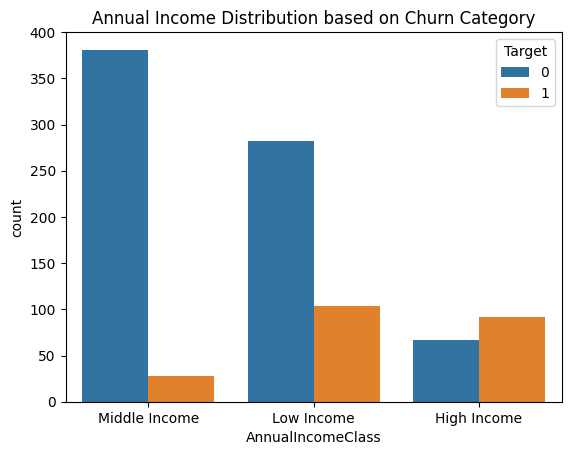 Annual Income Distribution based on Churn Category
Target
0
1
400
350
300
250
200
150
100
50
0
count
Middle Income
Low Income
High Income
AnnualIncomeClass